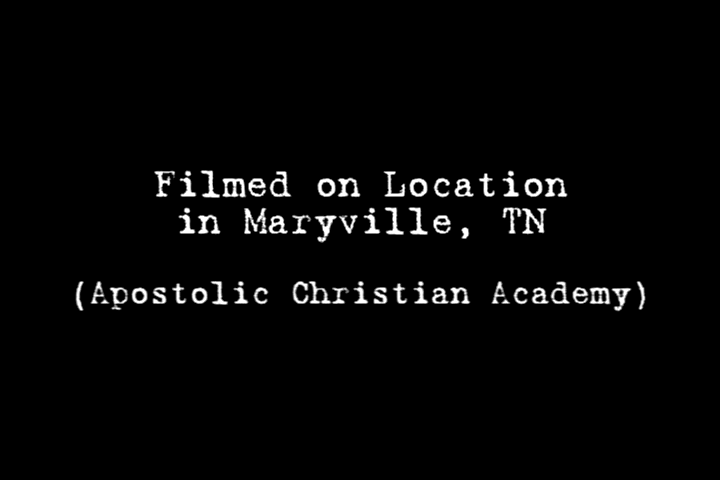 Filmed on Location
in Maryville, TN
(Apostolic Christian Academy)